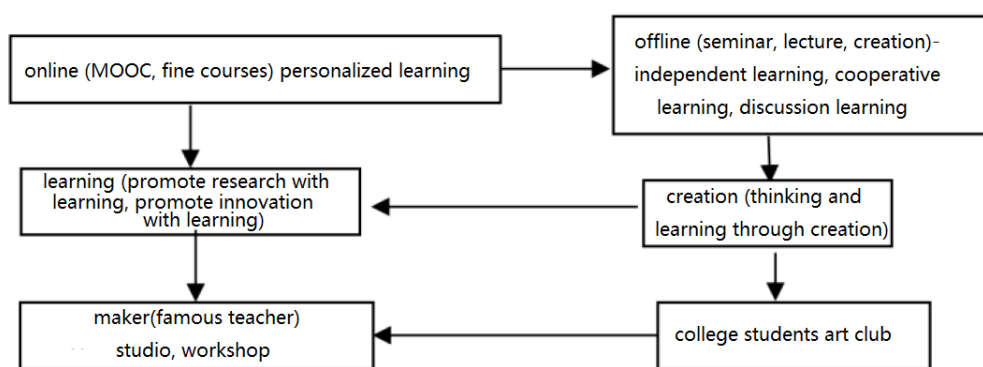 online (MOOC, fine courses) personalized learning
offline (seminar, lecture, creation)-
independent learning, cooperative
learning, discussion learning
learning (promote research with
learning, promote innovation
with learning)
creation (thinking and
learning through creation)
maker(famous teacher)
studio, workshop
college students art club